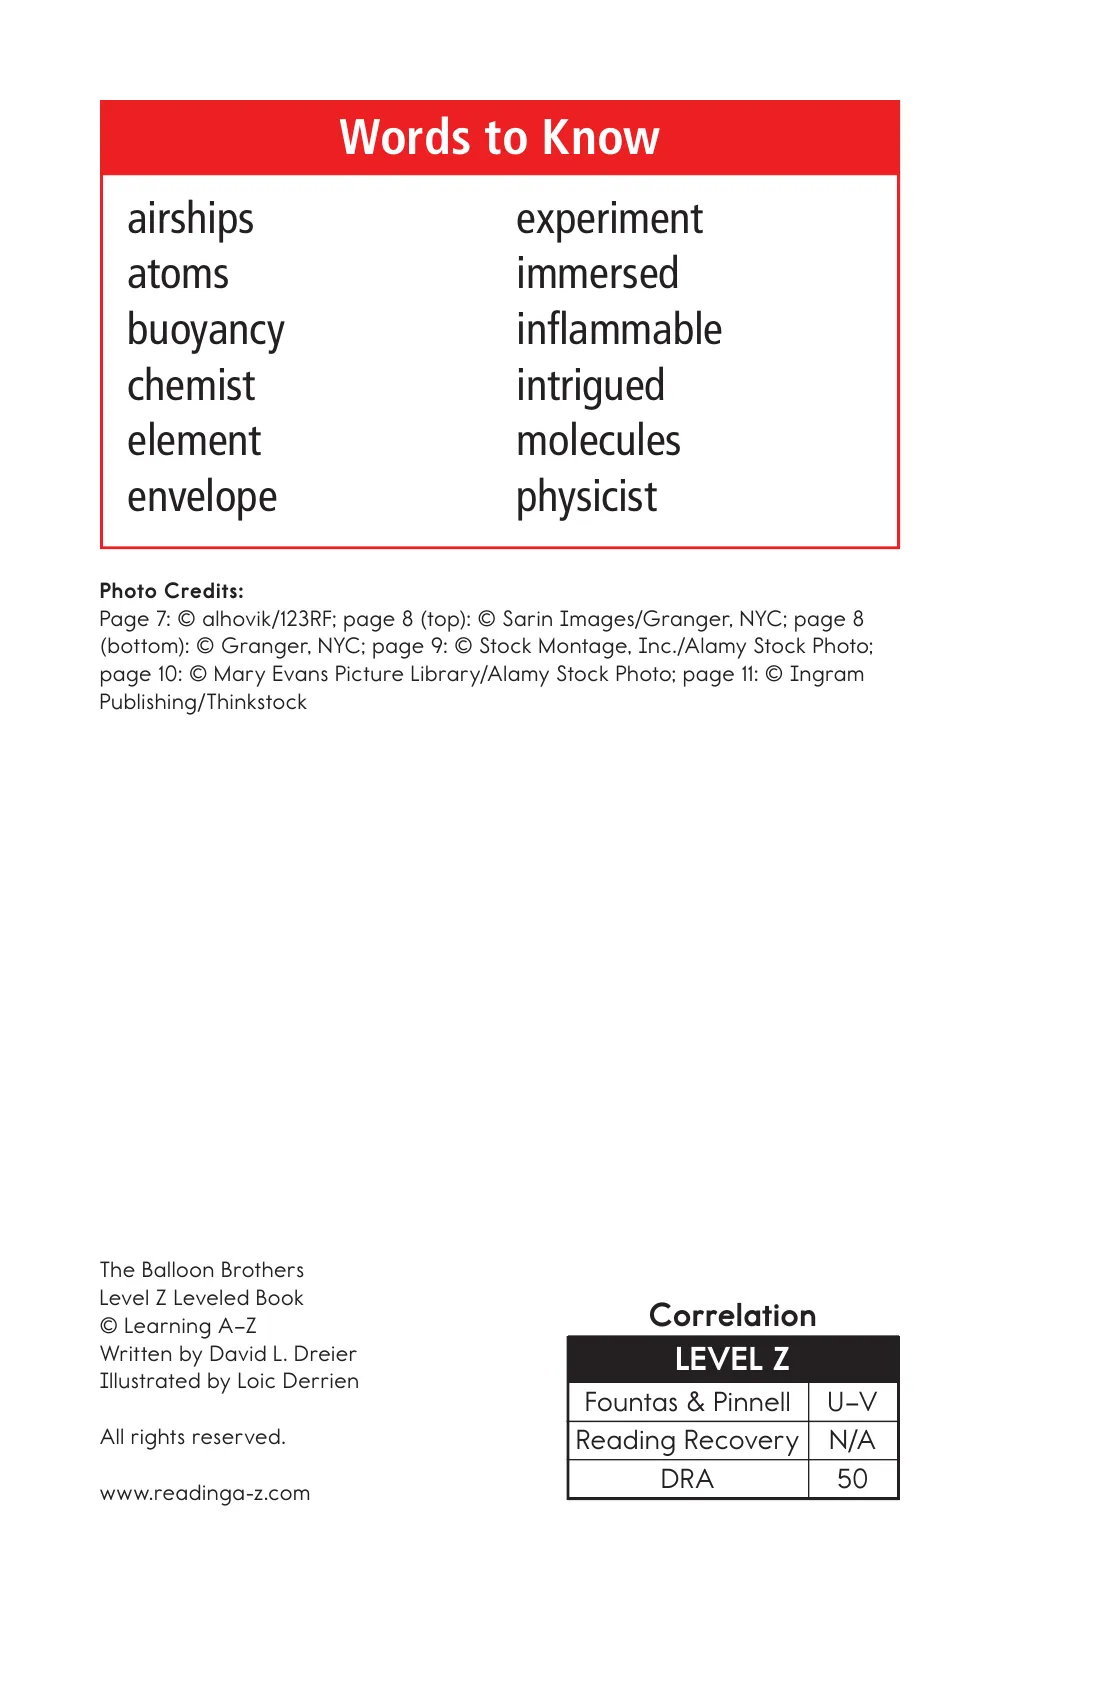 Words to Know
airships
atoms
buoyancy
chemist
element
envelope
experiment
immersed
inflammable
intrigued
molecules
physicist
Photo Credits:
Page 7: © alhovik/123RF; page 8 (top): © Sarin Images/Granger, NYC; page 8
(bottom): © Granger, NYC; page 9: © Stock Montage, Inc./Alamy Stock Photo;
page 10: © Mary Evans Picture Library/Alamy Stock Photo; page 11: © Ingram
Publishing/Thinkstock
The Balloon Brothers
Level Z Leveled Book
© Learning A–Z
Written by David L. Dreier
Illustrated by Loic Derrien
All rights reserved.
www.readinga-z.com
Correlation
LEVEL Z
Fountas & Pinnell U–V
Reading Recovery N/A
DRA 50